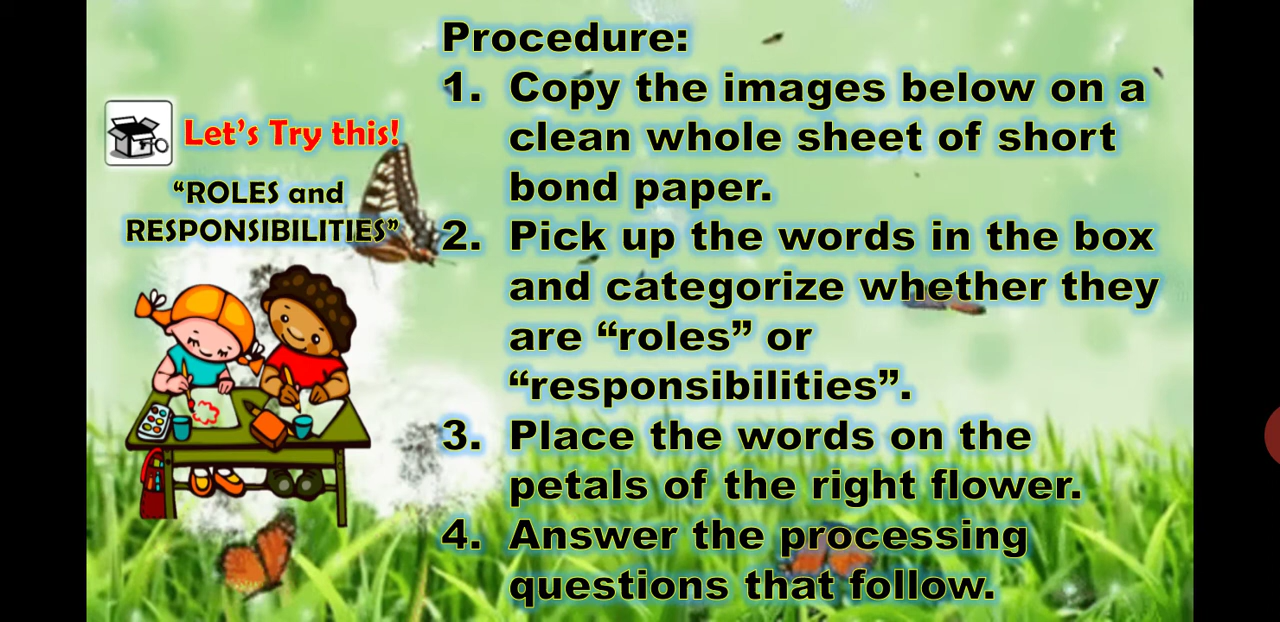 Let's Try this!
“ROLES and
RESPONSIBILITIES”
Procedure:
1. Copy the images below on a
clean whole sheet of short
bond paper.
2. Pick up the words in the box
and categorize whether they
are “roles” or
“responsibilities”.
3. Place the words on the
petals of the right flower.
4. Answer the processing
questions that follow.